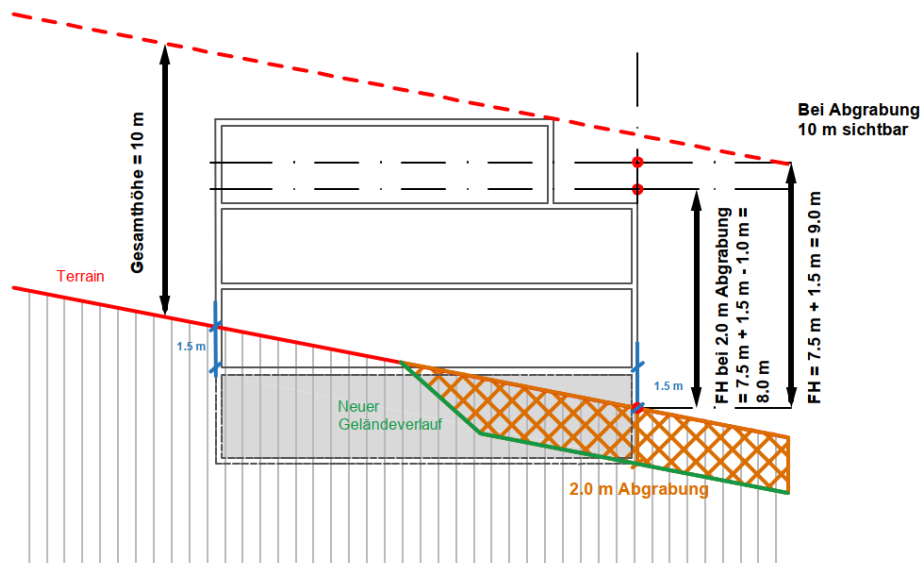 Bei Abgrabung
10 m sichtbar
Gesamthöhe = 10 m
Terrain
1.5 m
Neuer
Geländeverlauf
1.5 m
FH bei 2.0 m Abgrabung
= 7.5 m + 1.5 m - 1.0 m =
8.0 m
FH = 7.5 m + 1.5 m = 9.0 m
2.0 m Abgrabung